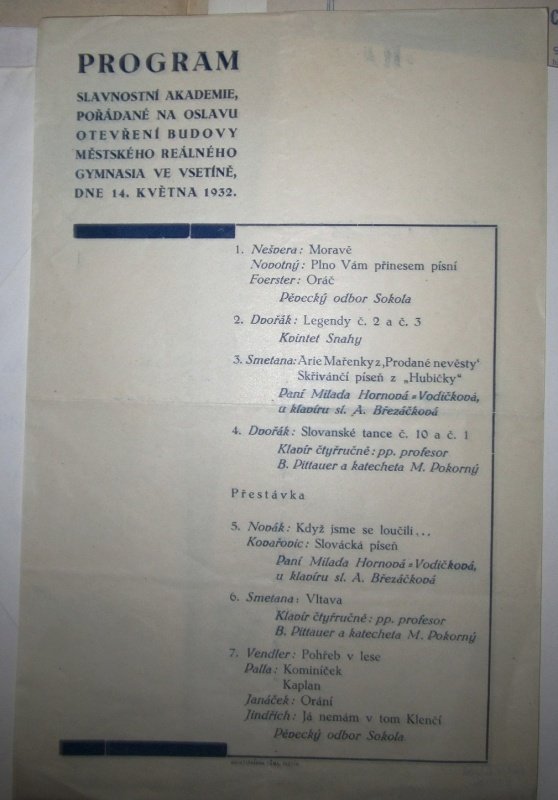 PROGRAM
SLAVNOSTNÍ AKADEMIE,
POŘÁDANÉ NA OSLAVU
OTEVŘENÍ BUDOVY
MĚSTSKÉHO REÁLNÉHO
GYMNASIA VE VSETÍNĚ,
DNE 14. KVĚTNA 1932.
1. Nešvera: Moravě
Novotný: Plno Vám přinesem písní
Foerster: Oráč
Pěvecký odbor Sokola
2. Dvořák: Legendy č. 2 a č. 3
Kvintet Snahy
3. Smetana: Arie Mařenky z ‚Prodané nevěsty‘
Skřivánčí píseň z „Hubičky“
Paní Milada Hornová-Vodičková,
u klavíru sl. A. Březáčková
4. Dvořák: Slovanské tance č. 10 a č. 1
Klavír čtyřručně: pp. profesor
B. Pittauer a katecheta M. Pokorný
Přestávka
5. Novák: Když jsme se loučili...
Kovařovic: Slovácká píseň
Paní Milada Hornová-Vodičková,
u klavíru sl. A. Březáčková
6. Smetana: Vltava
Klavír čtyřručně: pp. profesor
B. Pittauer a katecheta M. Pokorný
7. Vendler: Pohřeb v lese
Palla: Kominíček
Kaplan
Janáček: Orání
Jindřich: Já nemám v tom Klenčí
Pěvecký odbor Sokola